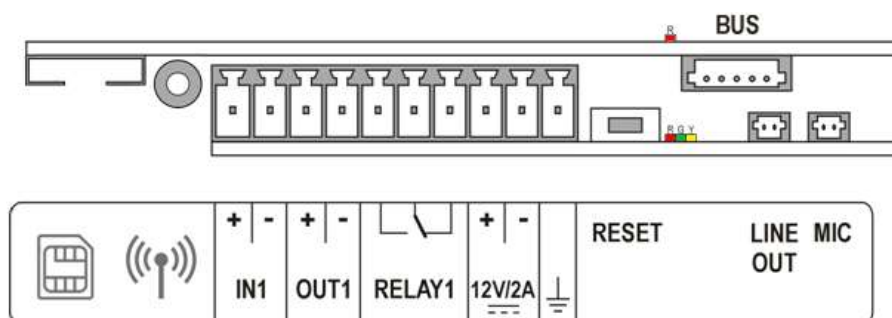 BUS
R
R G Y
+ - + - + -
IN1 OUT1 RELAY1 12V/2A
RESET
LINE OUT
MIC